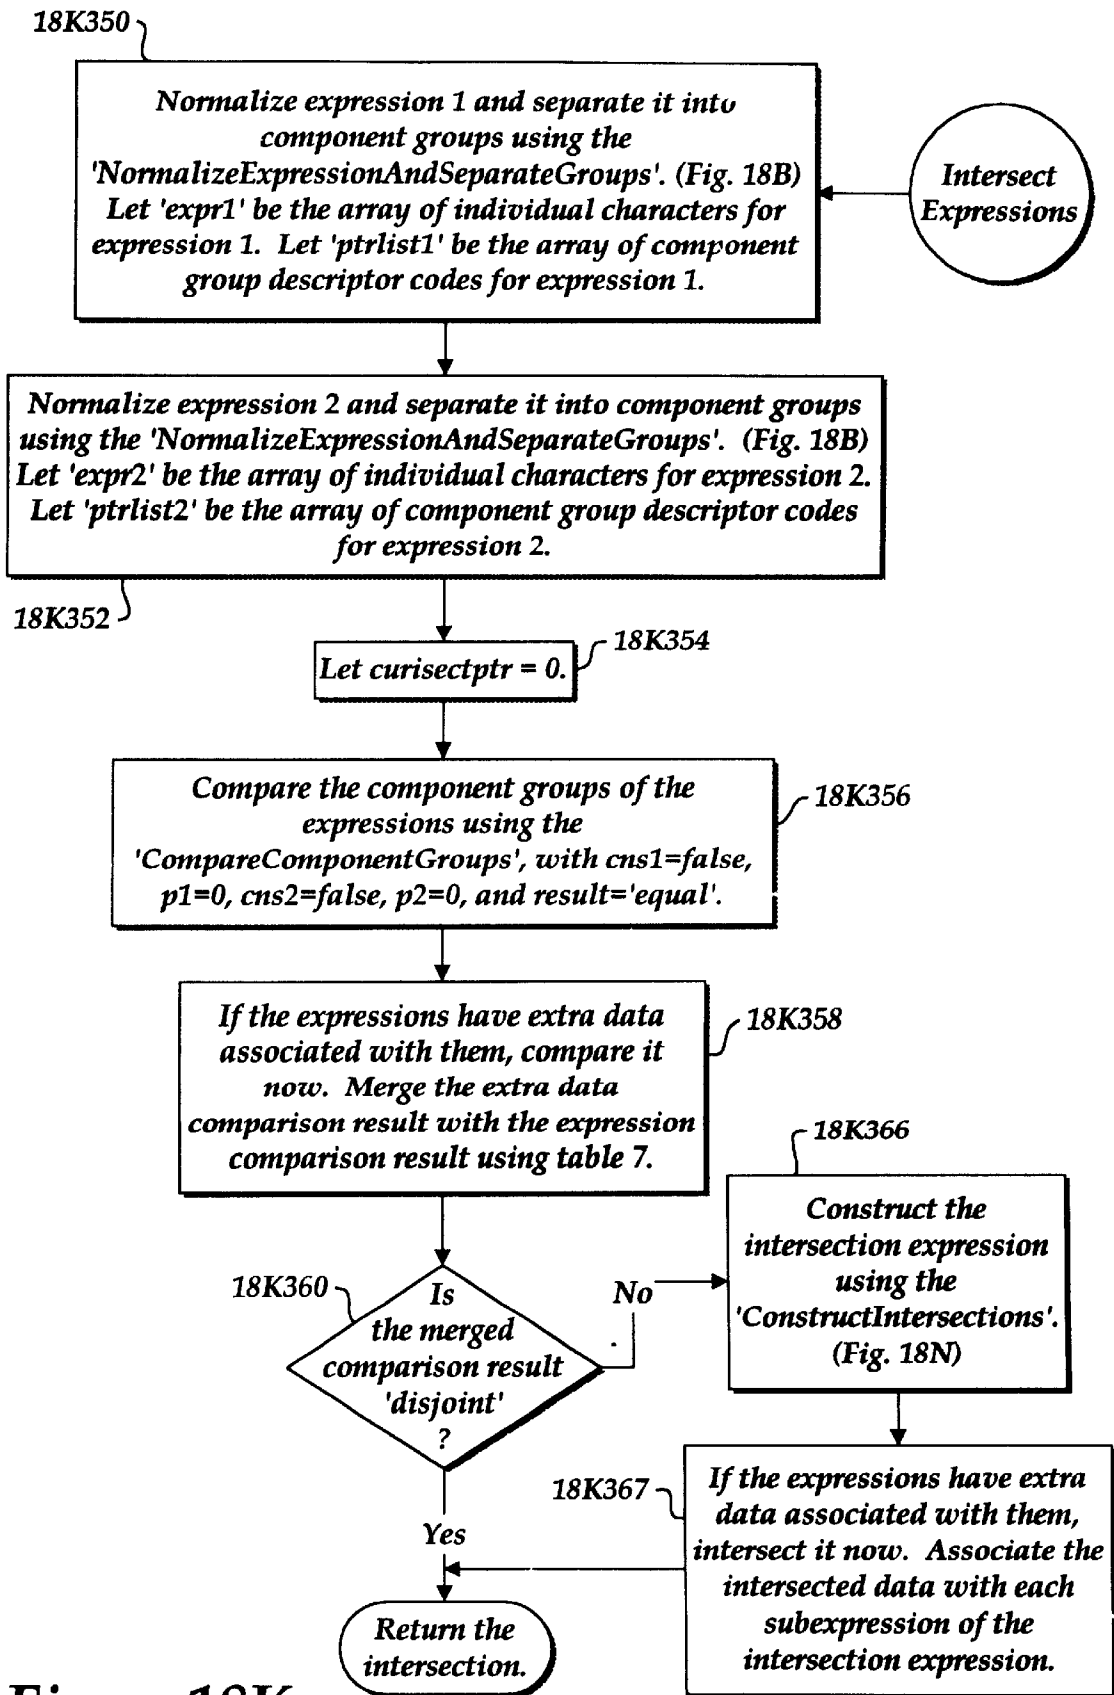 18K350
Normalize expression 1 and separate it into
component groups using the
'NormalizeExpressionAndSeparateGroups'. (Fig. 18B)
Let 'expr1' be the array of individual characters for
expression 1. Let 'ptrlist1' be the array of component
group descriptor codes for expression 1.
Intersect
Expressions
Normalize expression 2 and separate it into component groups
using the 'NormalizeExpressionAndSeparateGroups'. (Fig. 18B)
Let 'expr2' be the array of individual characters for expression 2.
Let 'ptrlist2' be the array of component group descriptor codes
for expression 2.
18K352
18K354
Let curisectptr = 0.
Compare the component groups of the
expressions using the
'CompareComponentGroups', with cns1=false,
p1=0, cns2=false, p2=0, and result='equal'.
18K356
If the expressions have extra data
associated with them, compare it
now. Merge the extra data
comparison result with the expression
comparison result using table 7.
18K358
18K366
Construct the
intersection expression
using the
'ConstructIntersections'.
(Fig. 18N)
18K360
Is
the merged
comparison result
'disjoint'
?
No
Yes
18K367
If the expressions have extra
data associated with them,
intersect it now. Associate the
intersected data with each
subexpression of the
intersection expression.
Return the
intersection.
Figure 18K